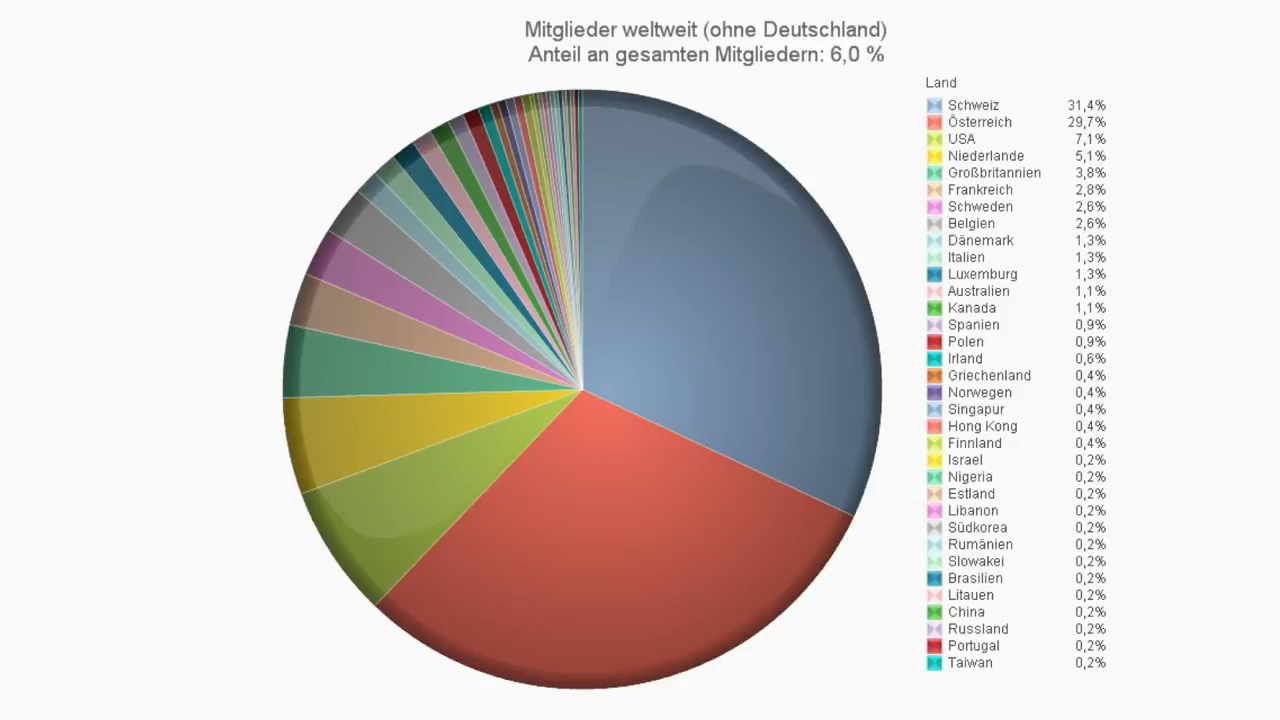 Mitglieder weltweit (ohne Deutschland)
Anteil an gesamten Mitgliedern: 6,0 %
Land
Schweiz 31,4%
Österreich 29,7%
USA 7,1%
Niederlande 5,1%
Großbritannien 3,8%
Frankreich 2,8%
Schweden 2,6%
Belgien 2,6%
Dänemark 1,3%
Italien 1,3%
Luxemburg 1,3%
Australien 1,1%
Kanada 1,1%
Spanien 0,9%
Polen 0,9%
Irland 0,6%
Griechenland 0,4%
Norwegen 0,4%
Singapur 0,4%
Hong Kong 0,4%
Finnland 0,4%
Israel 0,2%
Nigeria 0,2%
Estland 0,2%
Libanon 0,2%
Südkorea 0,2%
Rumänien 0,2%
Slowakei 0,2%
Brasilien 0,2%
Litauen 0,2%
China 0,2%
Russland 0,2%
Portugal 0,2%
Taiwan 0,2%